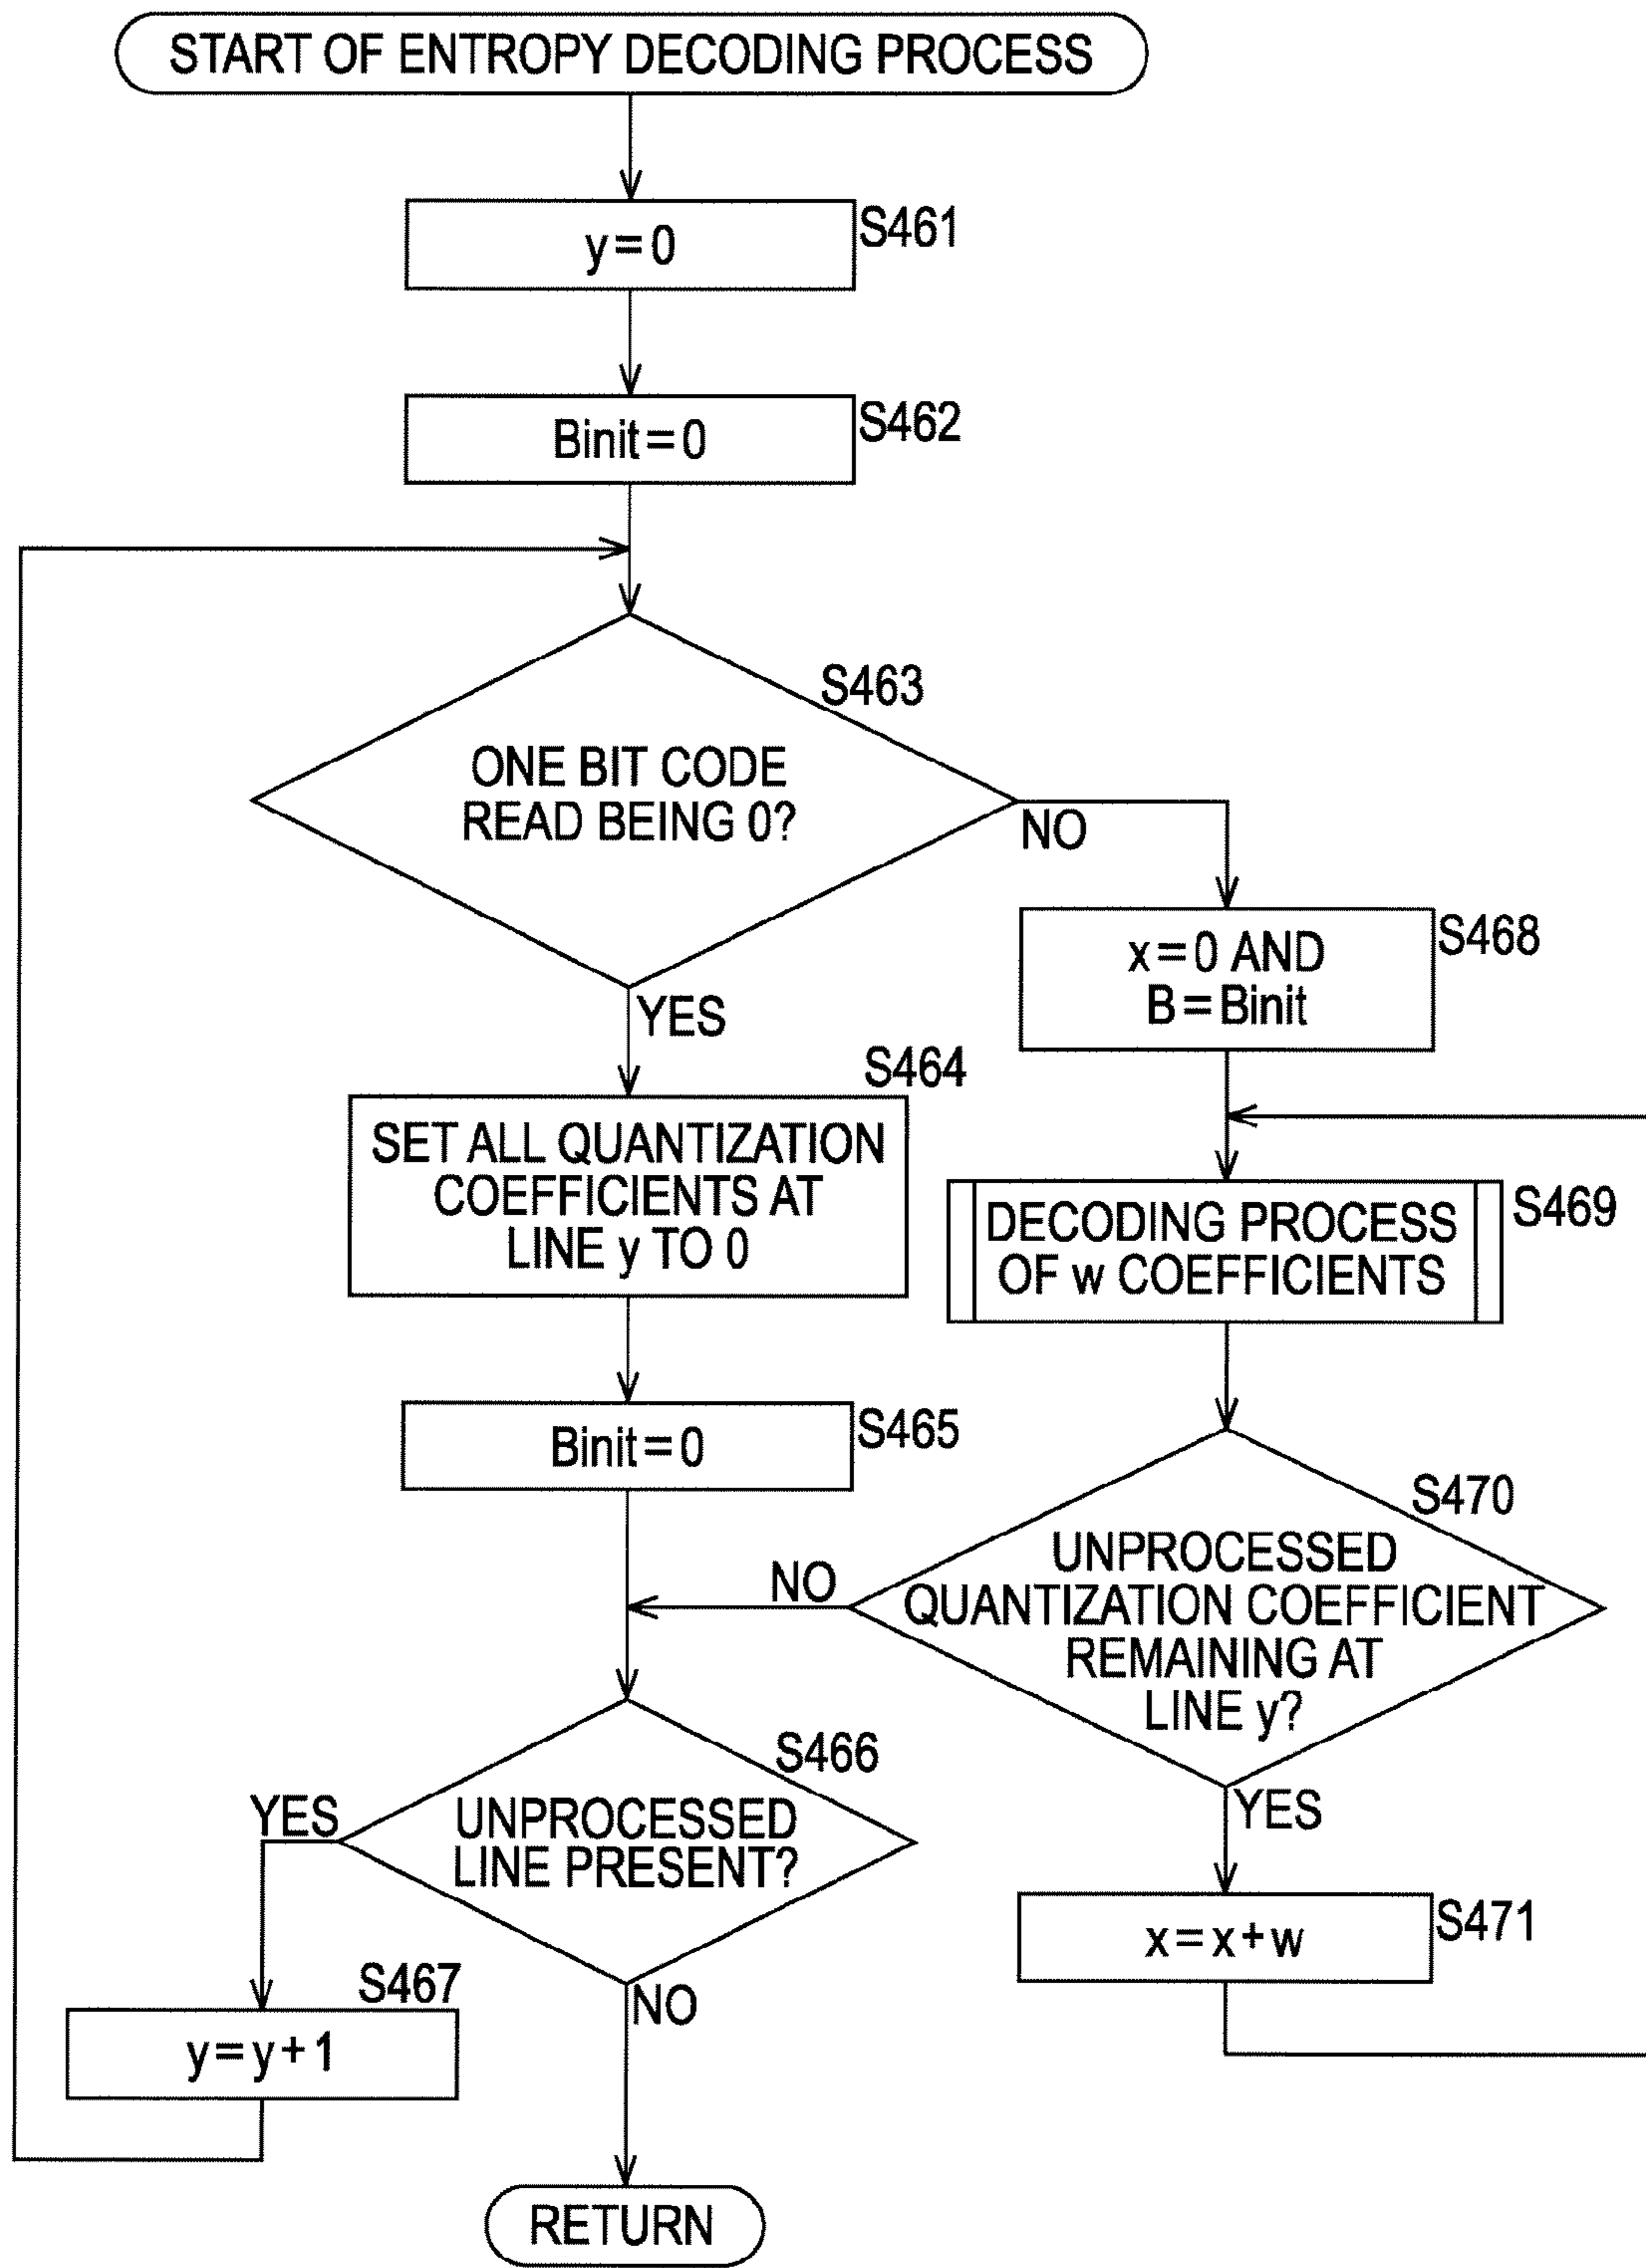 START OF ENTROPY DECODING PROCESS
y=0
S461
Binit=0
S462
S463
ONE BIT CODE
READ BEING 0?
NO
YES
x=0 AND
B=Binit
S468
S464
SET ALL QUANTIZATION
COEFFICIENTS AT
LINE y TO 0
DECODING PROCESS
OF w COEFFICIENTS
S469
Binit=0
S465
S470
UNPROCESSED
QUANTIZATION COEFFICIENT
REMAINING AT
LINE y?
NO
YES
S466
UNPROCESSED
LINE PRESENT?
YES
NO
x=x+w
S471
S467
y=y+1
RETURN